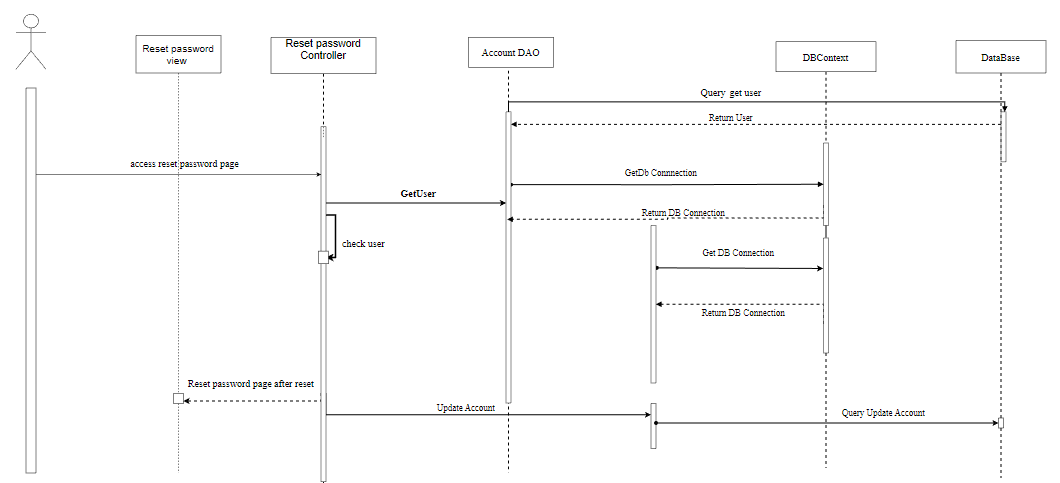 Reset password
view
Reset password
Controller
Account DAO
DBContext
DataBase
Query  get user
Return User
access reset password page
GetDb Connnection
GetUser
Return DB Connection
check user
Get DB Connection
Return DB Connection
Reset password page after reset
Update Account
Query Update Account